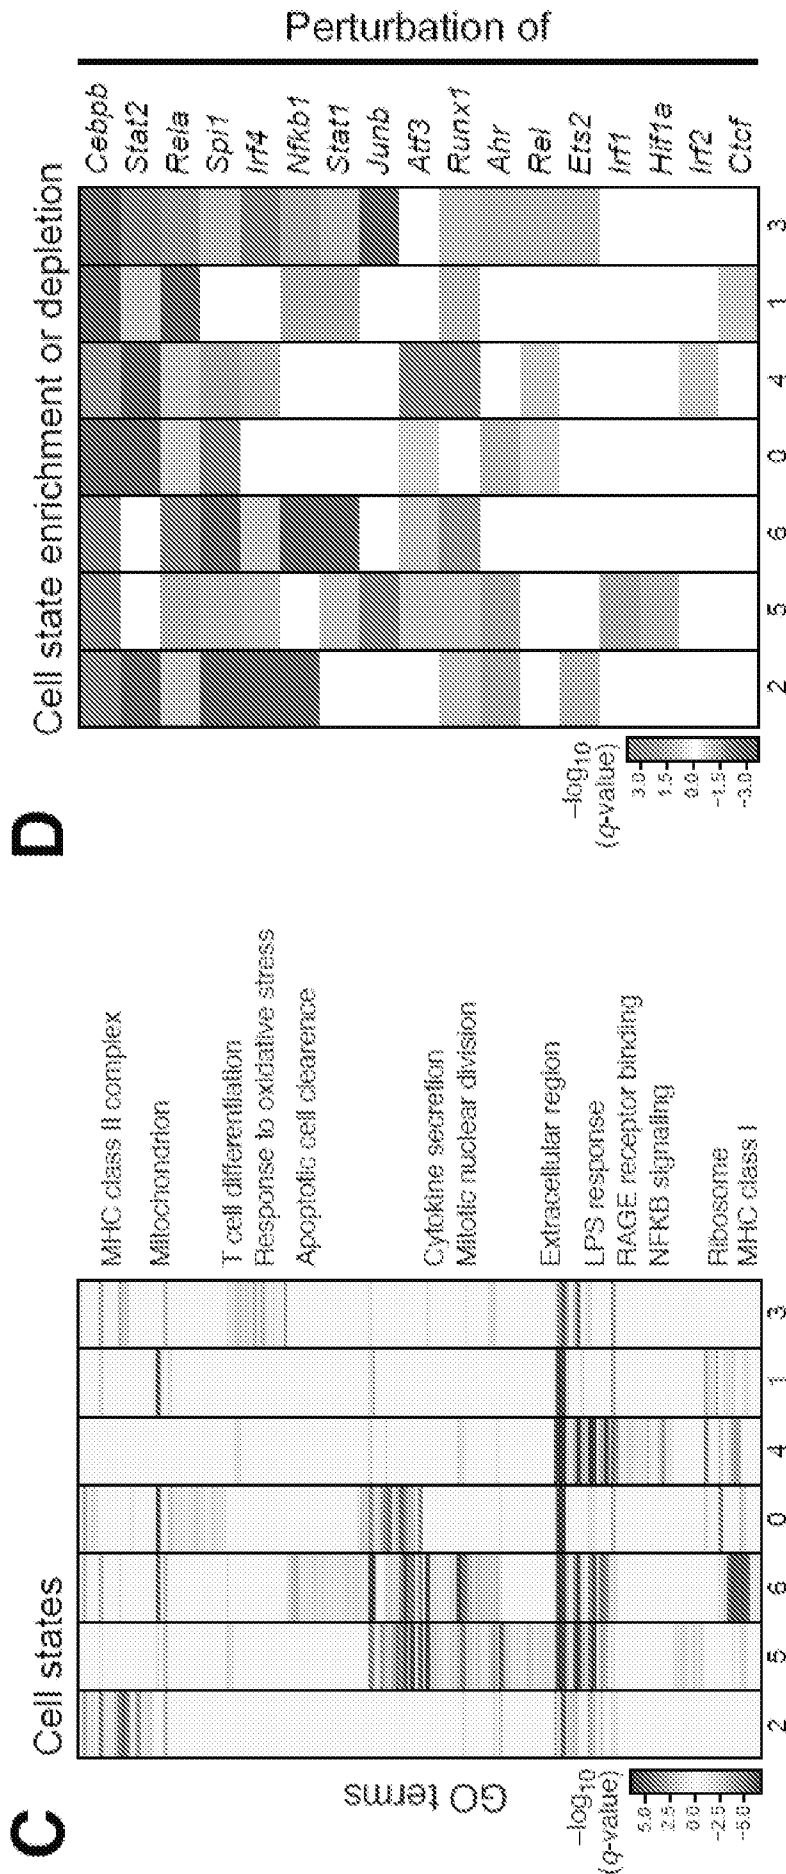 C
Cell states
GO terms
MHC class II complex
Mitochondrion
T cell differentiation
Response to oxidative stress
Apoptotic cell clearence
Cytokine secretion
Mitotic nuclear division
Extracellular region
LPS response
RAGE receptor binding
NFKB signaling
Ribosome
MHC class I
2 5 6 0 4 1 3
−log10
(q-value)
5.0
2.5
0.0
−2.5
−5.0
D
Cell state enrichment or depletion
Perturbation of
Cebpb
Stat2
Rela
Spi1
Irf4
Nfkb1
Stat1
Junb
Atf3
Runx1
Ahr
Rel
Ets2
Irf1
Hif1a
Irf2
Ctcf
2 5 6 0 4 1 3
−log10
(q-value)
3.0
1.5
0.0
−1.5
−3.0